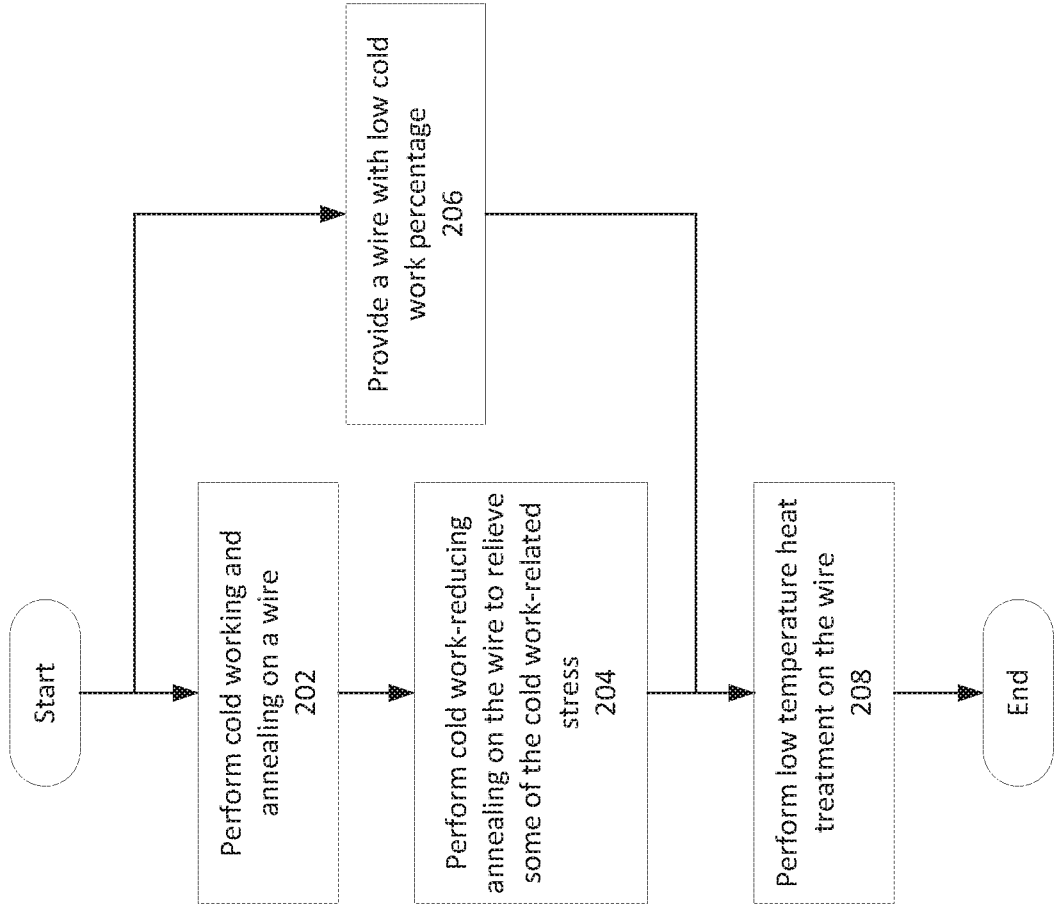 Start
Perform cold working and
annealing on a wire
202
Provide a wire with low cold
work percentage
206
Perform cold work-reducing
annealing on the wire to relieve
some of the cold work-related
stress
204
Perform low temperature heat
treatment on the wire
208
End